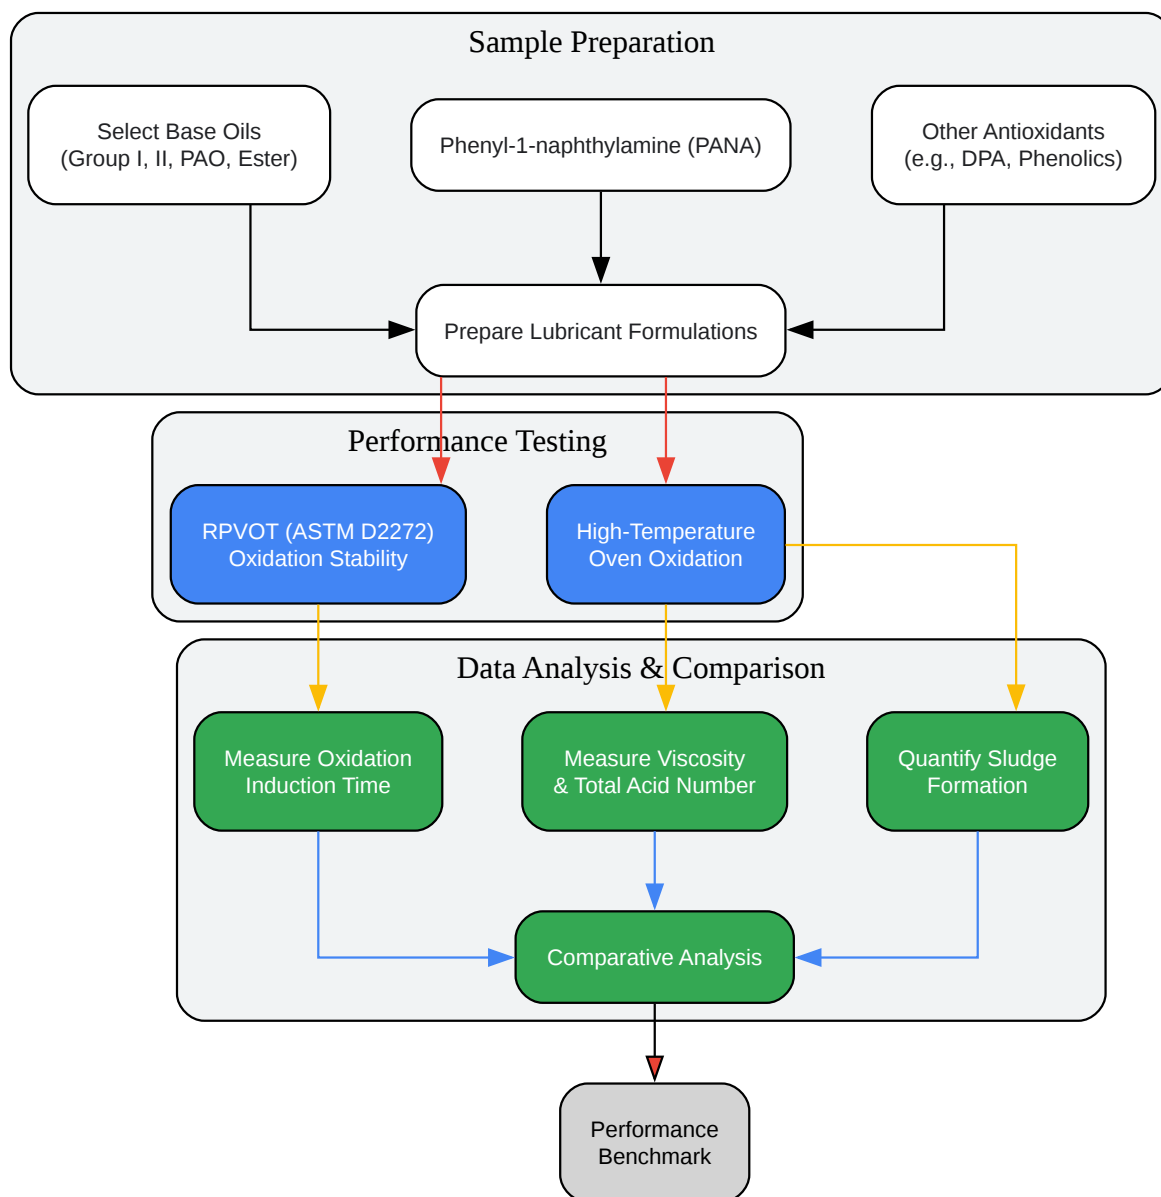 Sample Preparation
Select Base Oils
(Group I, II, PAO, Ester)
Phenyl-1-naphthylamine (PANA)
Other Antioxidants
(e.g., DPA, Phenolics)
Prepare Lubricant Formulations
Performance Testing
RPVOT (ASTM D2272)
Oxidation Stability
High-Temperature
Oven Oxidation
Data Analysis & Comparison
Measure Oxidation
Induction Time
Measure Viscosity
& Total Acid Number
Quantify Sludge
Formation
Comparative Analysis
Performance
Benchmark